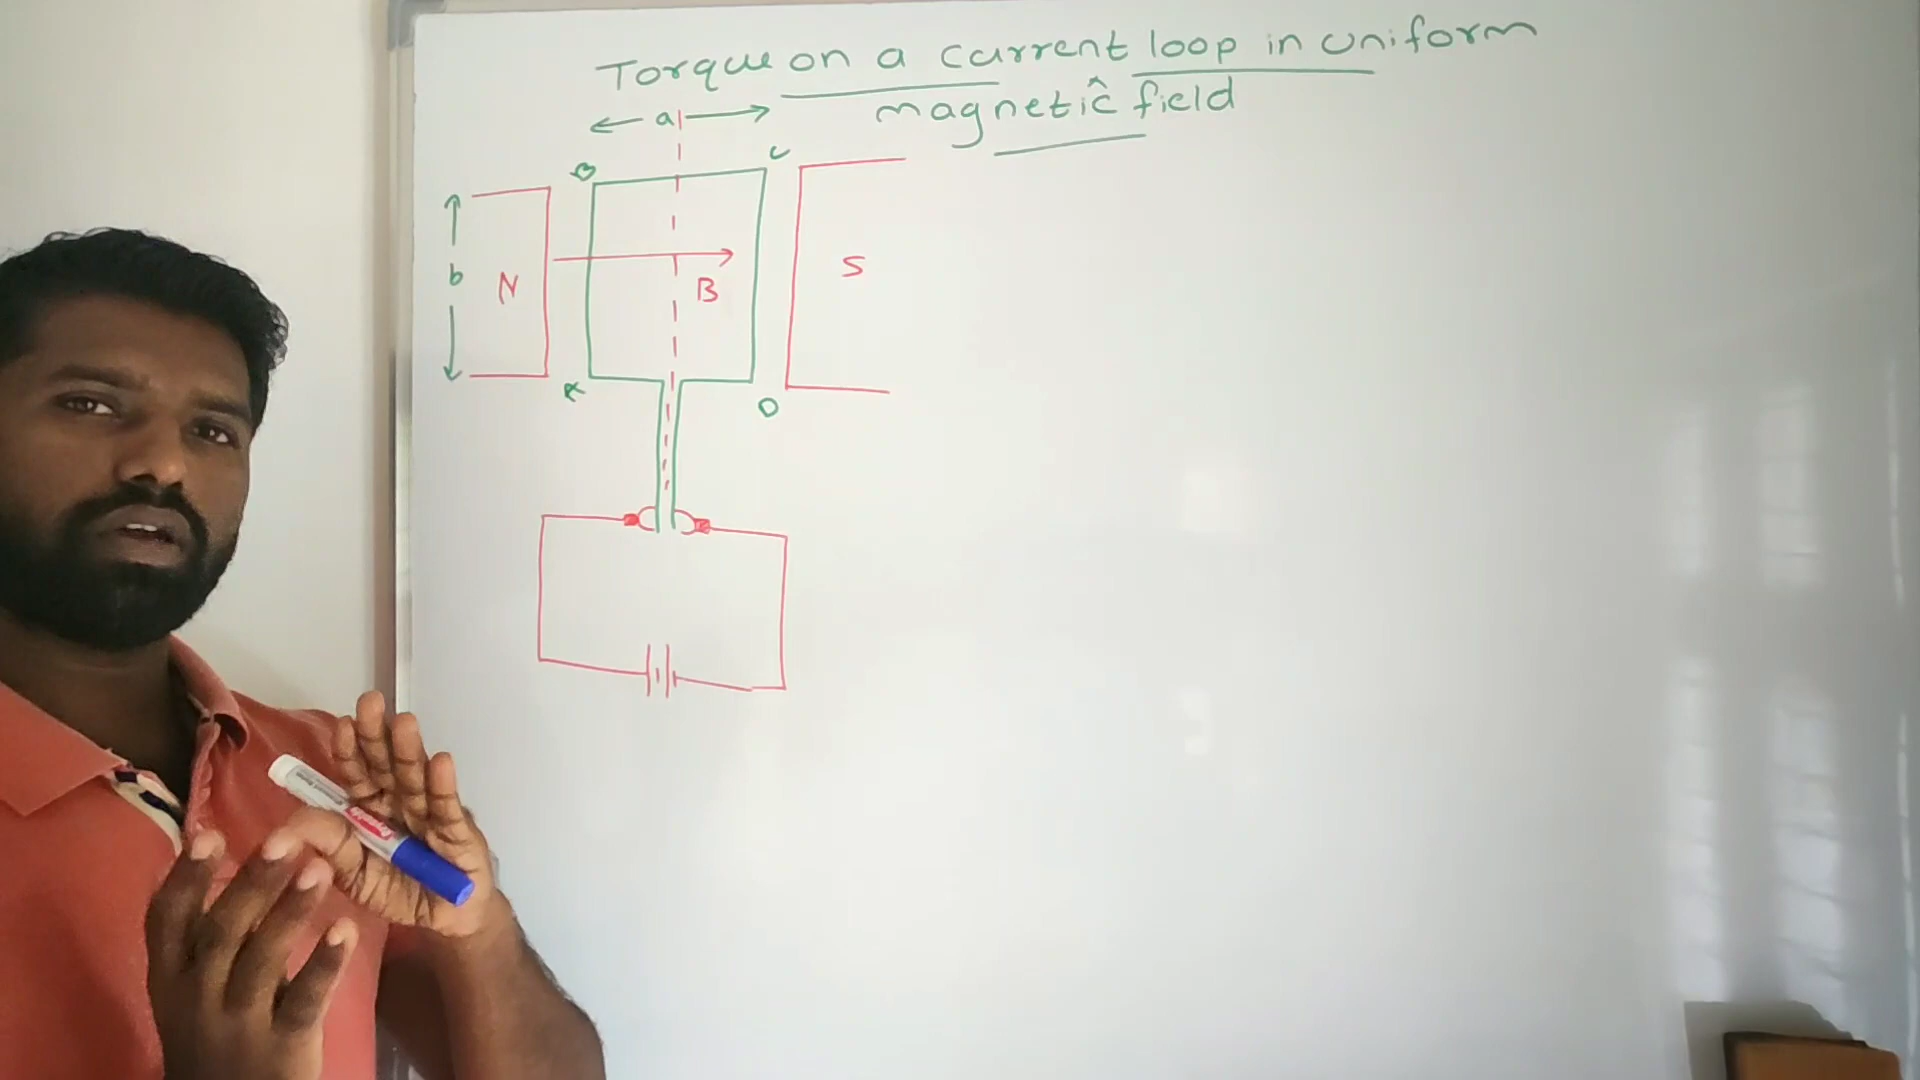 Torque on a current loop in uniform
magnetic field
a
B
C
b
N
B
S
A
D